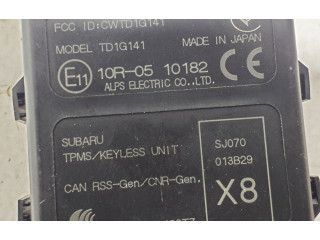 FCC ID:CWTD1G141
MODEL TD1G141
MADE IN JAPAN
E11 10R-05 10182
ALPS ELECTRIC CO.,LTD.
SUBARU
TPMS/KEYLESS UNIT
CAN RSS-Gen/CNR-Gen.
SJ070
013B29
X8